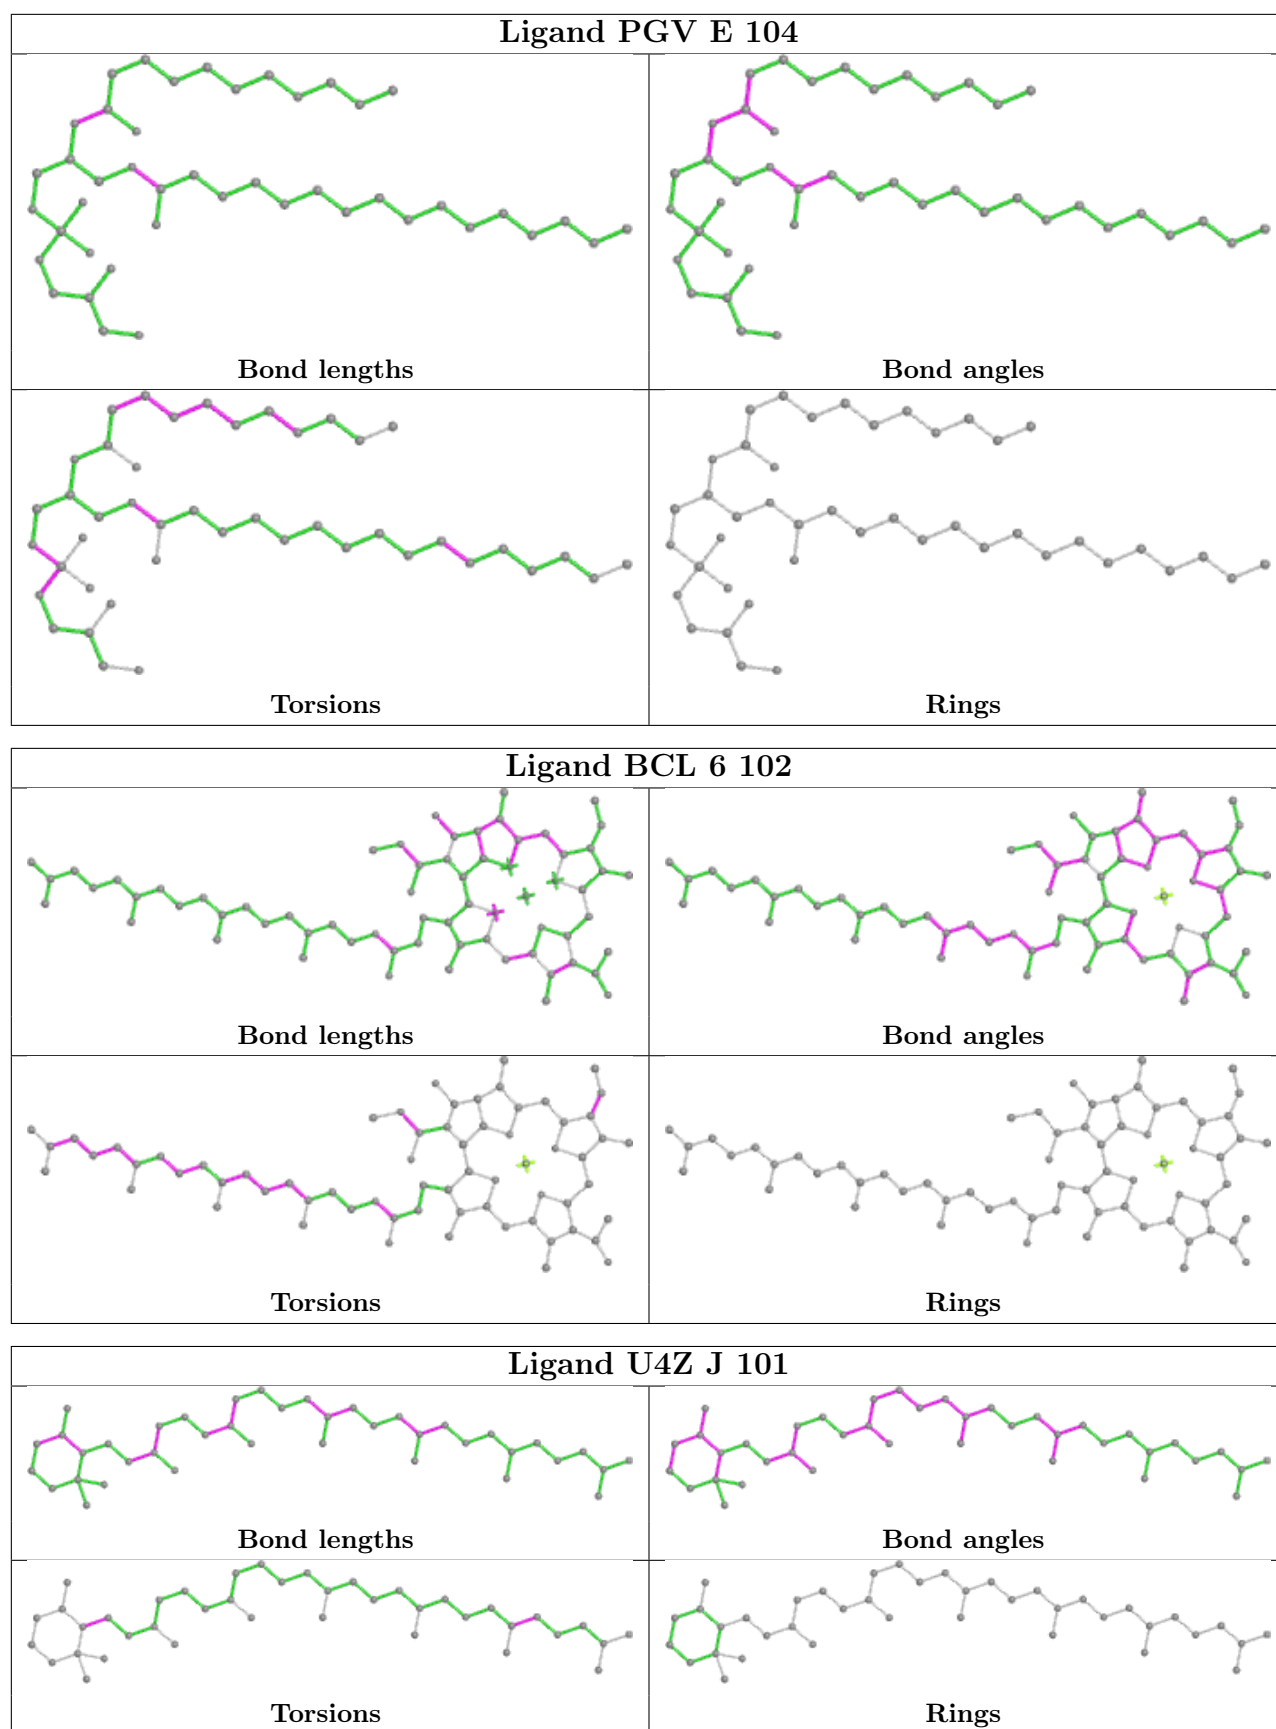 Ligand PGV E 104
Bond lengths
Bond angles
Torsions
Rings
Ligand BCL 6 102
Bond lengths
Bond angles
Torsions
Rings
Ligand U4Z J 101
Bond lengths
Bond angles
Torsions
Rings